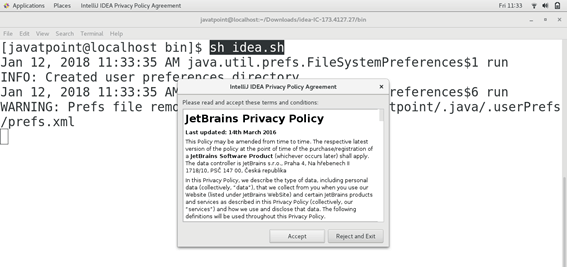 Applications Places IntelliJ IDEA Privacy Policy Agreement Fri 11:33
javatpoint@localhost:~/Downloads/idea-IC-173.4127.27/bin
File Edit View Search Terminal Help
[javatpoint@localhost bin]$ sh idea.sh
Jan 12, 2018 11:33:35 AM java.util.prefs.FileSystemPreferences$1 run
INFO: Created user preferences directory.
Jan 12, 2018 11:33:35 AM
eferences$6 run
WARNING: Prefs file remo
tpoint/.java/.userPrefs
/prefs.xml
IntelliJ IDEA Privacy Policy Agreement
Please read and accept these terms and conditions:
JetBrains Privacy Policy
Last updated: 14th March 2016
This Policy may be amended from time to time. The respective latest
version of the policy at the point of time of the purchase/registration of
a JetBrains Software Product (whichever occurs later) shall apply.
The data controller is JetBrains s.r.o., Praha 4, Na Hřebenech II
1718/10, PSČ 147 00, Česká republika
In this Privacy Policy, we describe the type of data, including personal
data (collectively, "data"), that we collect from you when you use our
Website (listed under JetBrains WebSite) and certain JetBrains products
and services as described in this Privacy Policy (collectively, our
"services") and how we use and disclose that data. The following
definitions will be used throughout this Privacy Policy.
Accept Reject and Exit